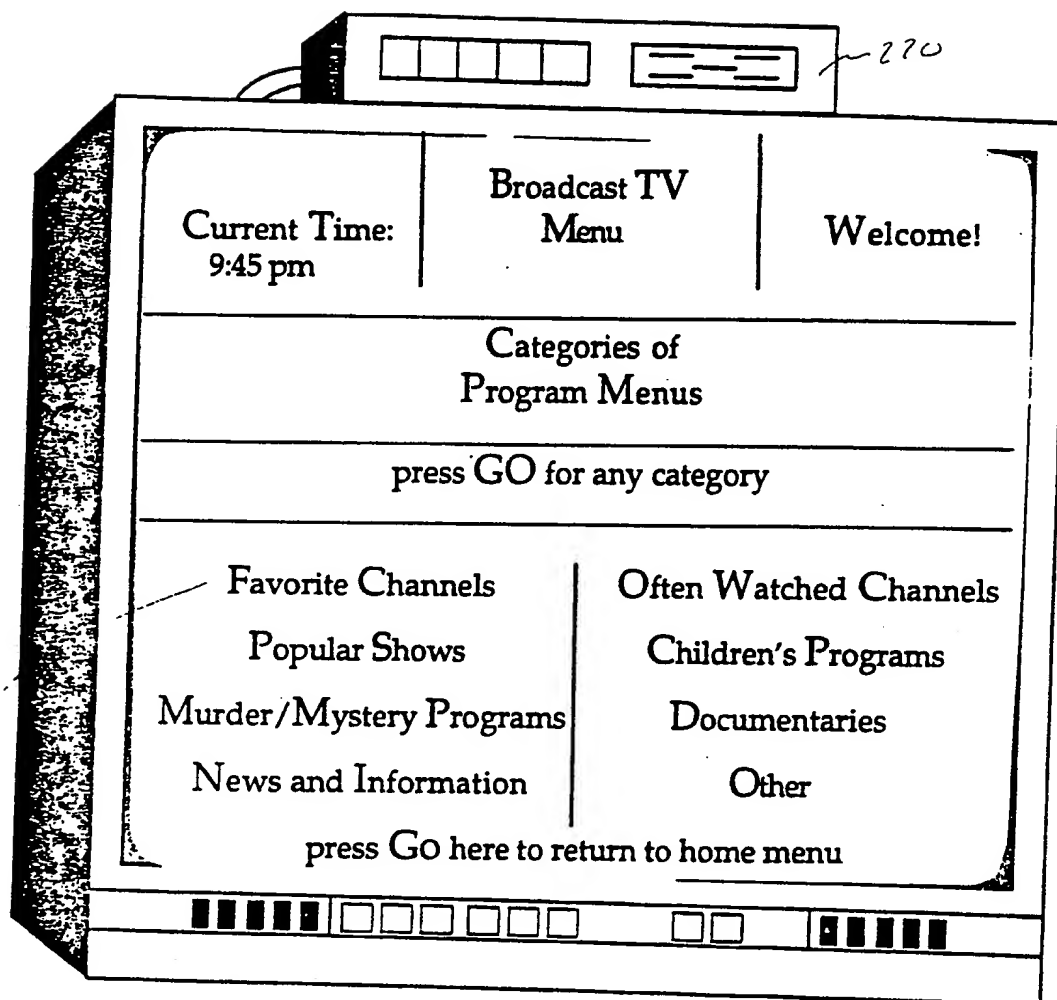 220
Current Time:
9:45 pm
Broadcast TV
Menu
Welcome!
Categories of
Program Menus
press GO for any category
Favorite Channels
Popular Shows
Murder/Mystery Programs
News and Information
Often Watched Channels
Children's Programs
Documentaries
Other
press Go here to return to home menu